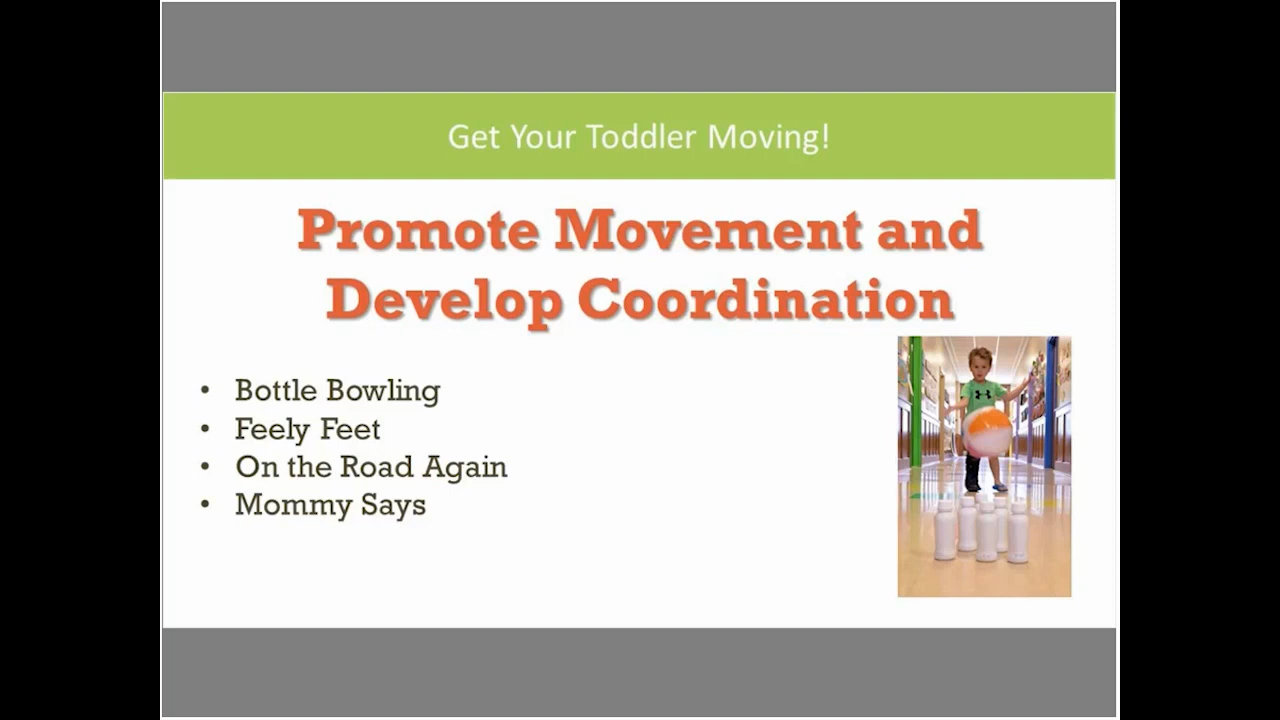 Get Your Toddler Moving!
Promote Movement and
Develop Coordination
• Bottle Bowling
• Feely Feet
• On the Road Again
• Mommy Says